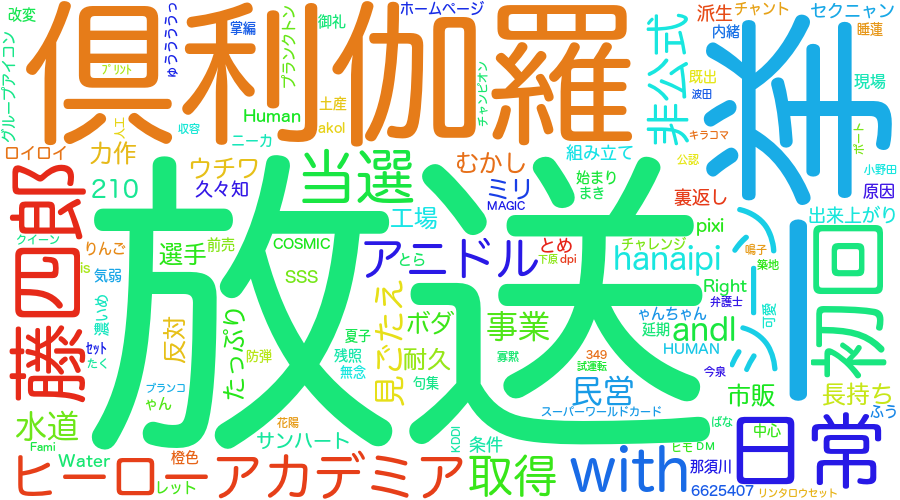 改変
俱利伽羅
ゅうううううっ
掌編
プランクトン
御礼
ホームページ
派生
チャント
セクニャン
グループアイコン
プリント
Human
土産
akol
チャンピオン
非公式
内緒
睡蓮
既出
波田
現場
人工
収容
ニーカ
キラコマ
ボート
ロイロイ
力作
ウチワ
当選
むかし
組み立て
公認
小野田
210
久々知
ミリ
MAGIC
始まり
まき
裏返し
原因
藤四郎
放送
工場
pixi
出来上がり
初回
シーン
クイーン
りんご
選手
前売
COSMIC
アニドル
とめ
チャレンジ
鳴子
is
気弱
SSS
とら
下原
dpi
hanaipi
築地
Right
弁護士
可愛
濃いめ
反対
たっぷり
見ごたえ
ボダ
事業
ゃんちゃん
延期
andl
セット
たく
防弾
夏子
残照
無念
耐久
句集
寡黙
349
試運転
HUMAN
今泉
ブランコ
ゃん
民営
市販
長持ち
水道
花陽
サンハート
スーパーワールドカード
ばな
ふう
Fami
Water
橙色
レット
KDDI
条件
ヒモ
DM
中心
日常
ヒーローアカデミア
取得
with
那須川
6625407
リンタロウセット